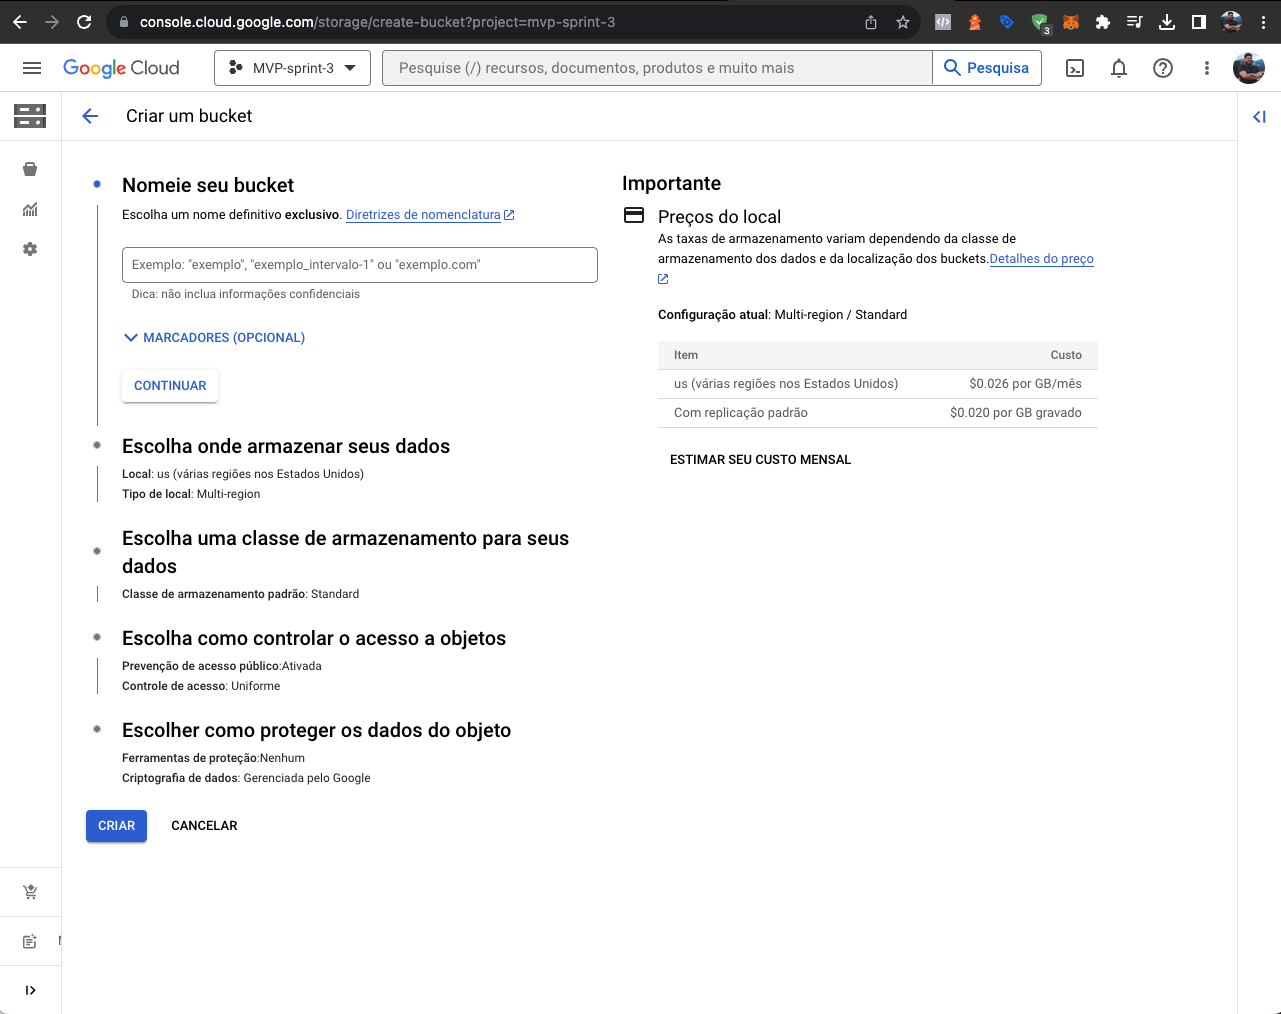 console.cloud.google.com/storage/create-bucket?project=mvp-sprint-3
3
Google Cloud
MVP-sprint-3
Pesquise (/) recursos, documentos, produtos e muito mais
Pesquisa
Criar um bucket
Nomeie seu bucket
Escolha um nome definitivo exclusivo. Diretrizes de nomenclatura
Exemplo: "exemplo", "exemplo_intervalo-1" ou "exemplo.com"
Dica: não inclua informações confidenciais
MARCADORES (OPCIONAL)
CONTINUAR
Escolha onde armazenar seus dados
Local: us (várias regiões nos Estados Unidos)
Tipo de local: Multi-region
Escolha uma classe de armazenamento para seus
dados
Classe de armazenamento padrão: Standard
Escolha como controlar o acesso a objetos
Prevenção de acesso público:Ativada
Controle de acesso: Uniforme
Escolher como proteger os dados do objeto
Ferramentas de proteção:Nenhum
Criptografia de dados: Gerenciada pelo Google
CRIAR
CANCELAR
Importante
Preços do local
As taxas de armazenamento variam dependendo da classe de
armazenamento dos dados e da localização dos buckets.Detalhes do preço
Configuração atual: Multi-region / Standard
Item Custo
us (várias regiões nos Estados Unidos) $0.026 por GB/mês
Com replicação padrão $0.020 por GB gravado
ESTIMAR SEU CUSTO MENSAL